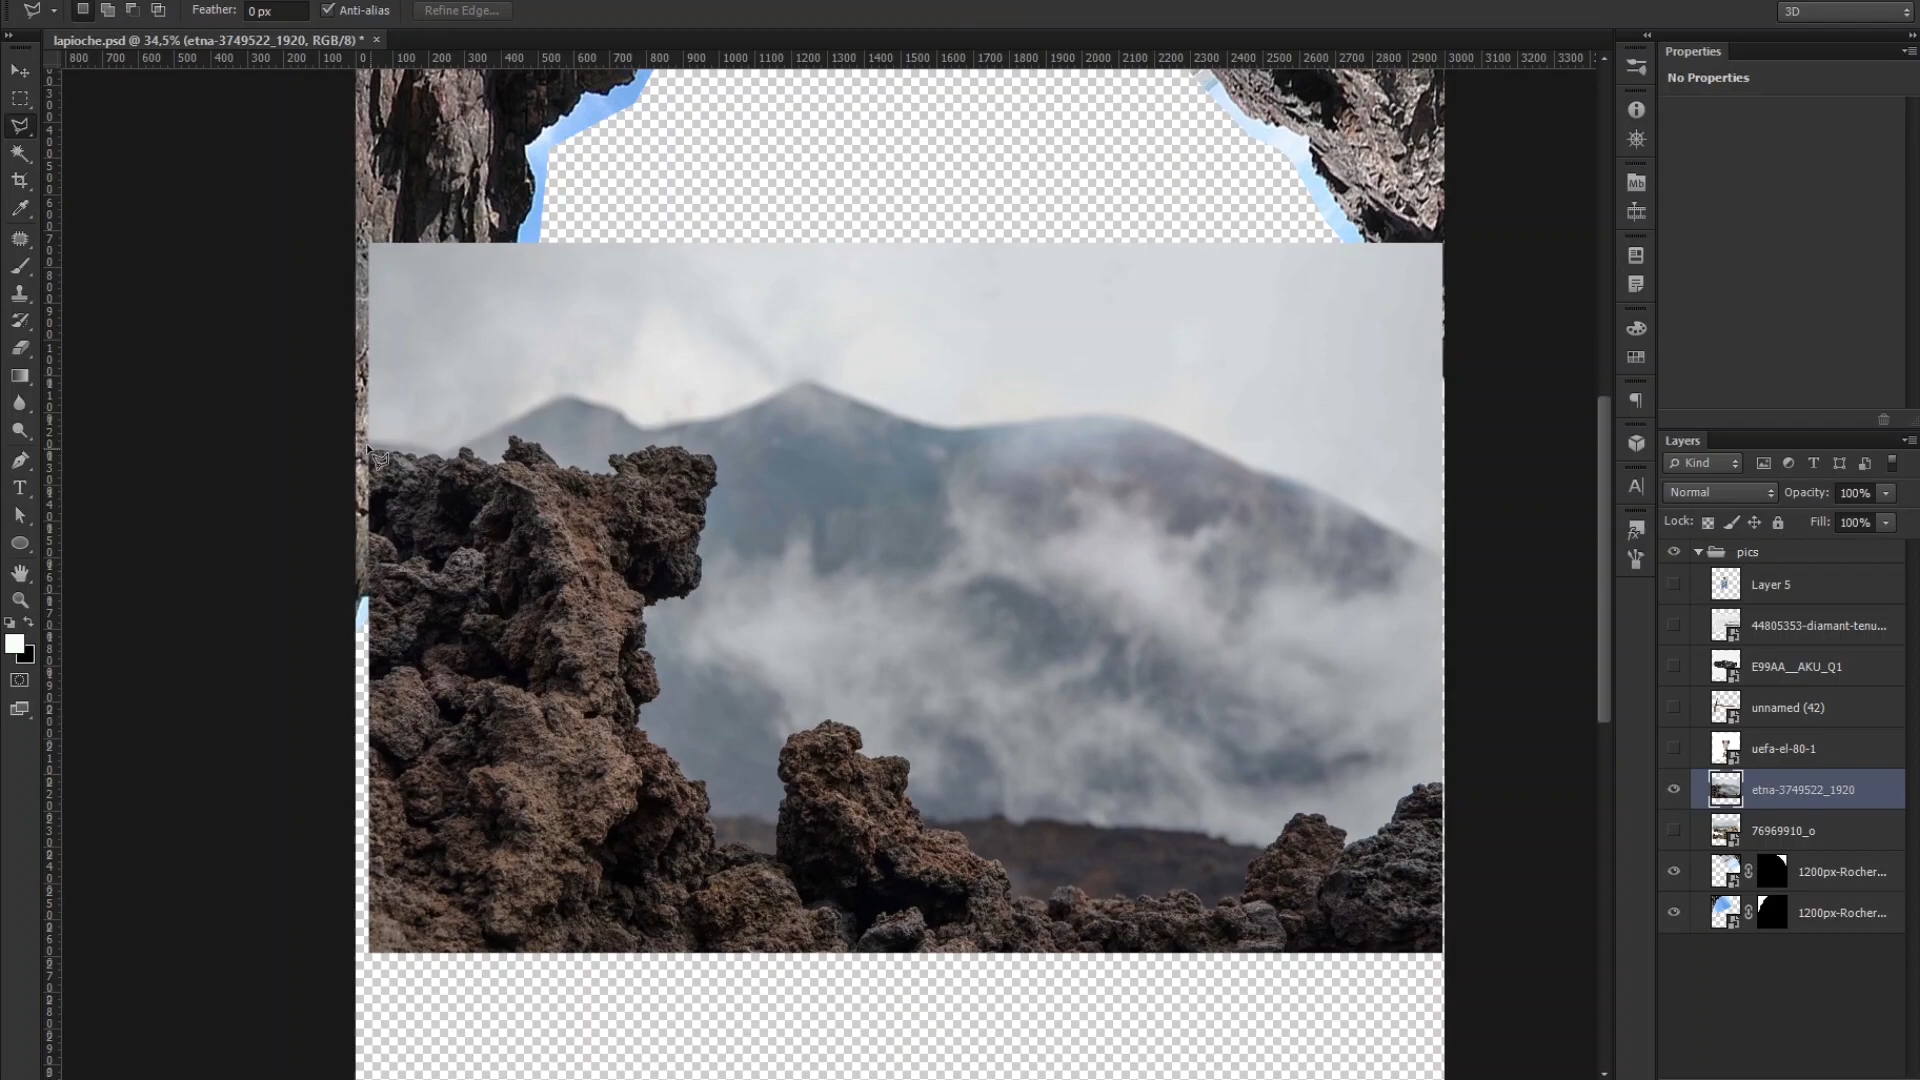 Feather: 0 px Anti-alias Refine Edge... 3D
lapioche.psd @ 34,5% (etna-3749522_1920, RGB/8) * ×
800 700 600 500 400 300 200 100 0 100 200 300 400 500 600 700 800 900 1000 1100 1200 1300 1400 1500 1600 1700 1800 1900 2000 2100 2200 2300 2400 2500 2600 2700 2800 2900 3000 3100 3200 3300
Properties
No Properties
Layers
Kind
Normal Opacity: 100%
Lock: Fill: 100%
pics
Layer 5
44805353-diamant-tenu...
E99AA__AKU_Q1
unnamed (42)
uefa-el-80-1
etna-3749522_1920
76969910_o
1200px-Rocher...
1200px-Rocher...